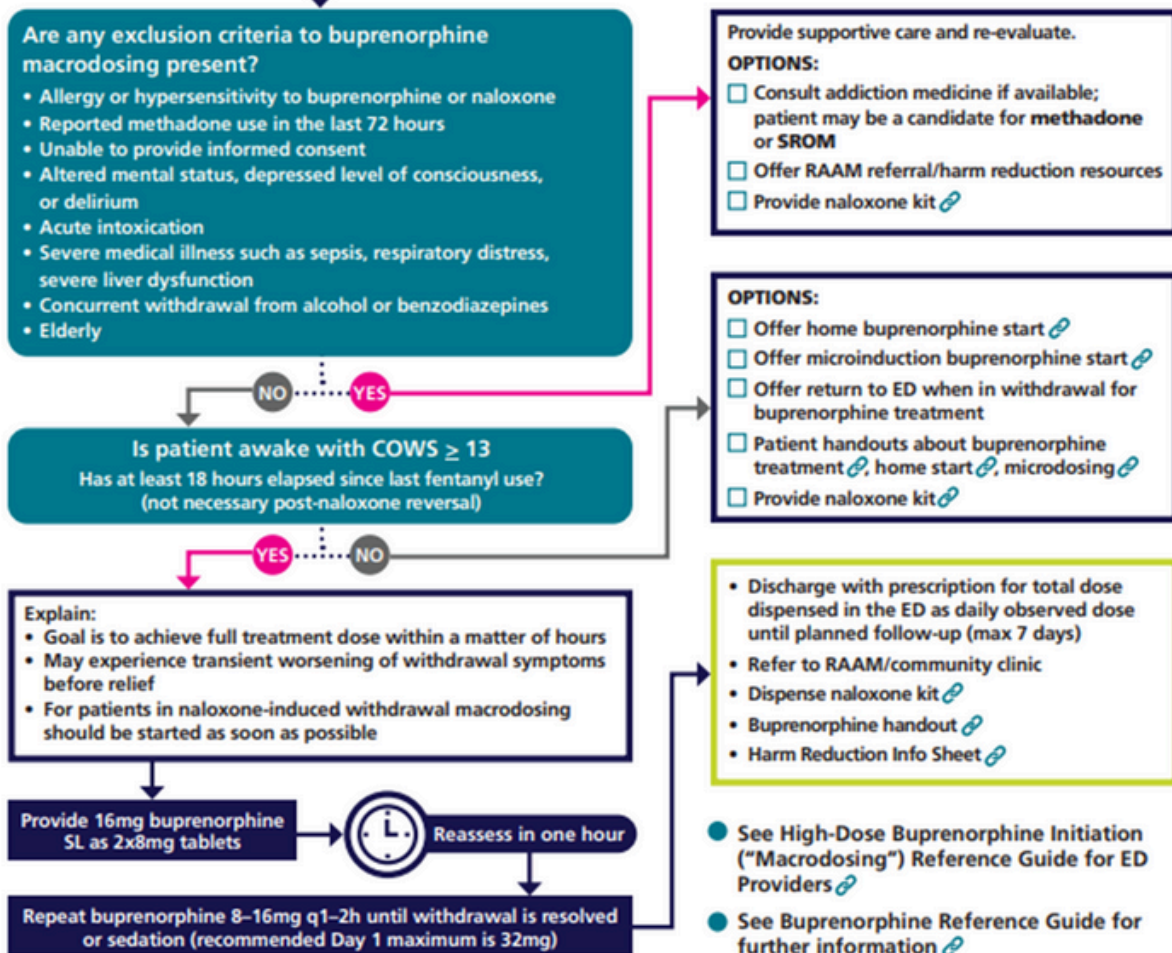 Are any exclusion criteria to buprenorphine
macrodosing present?
• Allergy or hypersensitivity to buprenorphine or naloxone
• Reported methadone use in the last 72 hours
• Unable to provide informed consent
• Altered mental status, depressed level of consciousness,
or delirium
• Acute intoxication
• Severe medical illness such as sepsis, respiratory distress,
severe liver dysfunction
• Concurrent withdrawal from alcohol or benzodiazepines
• Elderly
NO
YES
Provide supportive care and re-evaluate.
OPTIONS:
Consult addiction medicine if available;
patient may be a candidate for methadone
or SROM
Offer RAAM referral/harm reduction resources
Provide naloxone kit
Is patient awake with COWS ≥ 13
Has at least 18 hours elapsed since last fentanyl use?
(not necessary post-naloxone reversal)
YES
NO
OPTIONS:
Offer home buprenorphine start
Offer microinduction buprenorphine start
Offer return to ED when in withdrawal for
buprenorphine treatment
Patient handouts about buprenorphine
treatment, home start, microdosing
Provide naloxone kit
Explain:
• Goal is to achieve full treatment dose within a matter of hours
• May experience transient worsening of withdrawal symptoms
before relief
• For patients in naloxone-induced withdrawal macrodosing
should be started as soon as possible
Provide 16mg buprenorphine
SL as 2x8mg tablets
Reassess in one hour
Repeat buprenorphine 8–16mg q1–2h until withdrawal is resolved
or sedation (recommended Day 1 maximum is 32mg)
• Discharge with prescription for total dose
dispensed in the ED as daily observed dose
until planned follow-up (max 7 days)
• Refer to RAAM/community clinic
• Dispense naloxone kit
• Buprenorphine handout
• Harm Reduction Info Sheet
● See High-Dose Buprenorphine Initiation
("Macrodosing") Reference Guide for ED
Providers
● See Buprenorphine Reference Guide for
further information